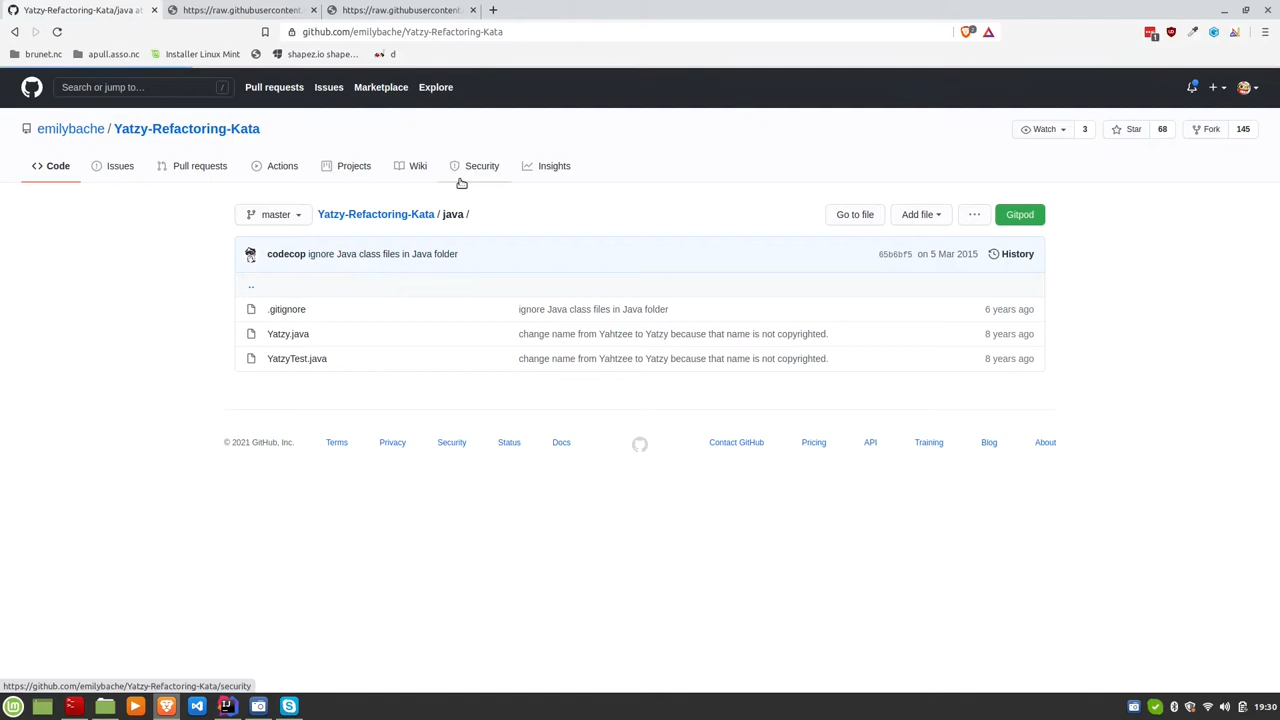 Yatzy-Refactoring-Kata/java at
https://raw.githubusercontent.
https://raw.githubusercontent.
github.com/emilybache/Yatzy-Refactoring-Kata
brunet.nc
apull.asso.nc
Installer Linux Mint
shapez.io shape…
d
Search or jump to…
/
Pull requests
Issues
Marketplace
Explore
emilybache / Yatzy-Refactoring-Kata
Watch 3
Star 68
Fork 145
Code
Issues
Pull requests
Actions
Projects
Wiki
Security
Insights
master
Yatzy-Refactoring-Kata / java /
Go to file
Add file
...
Gitpod
codecop ignore Java class files in Java folder
65b6bf5 on 5 Mar 2015
History
..
.gitignore ignore Java class files in Java folder 6 years ago
Yatzy.java change name from Yahtzee to Yatzy because that name is not copyrighted. 8 years ago
YatzyTest.java change name from Yahtzee to Yatzy because that name is not copyrighted. 8 years ago
© 2021 GitHub, Inc.
Terms
Privacy
Security
Status
Docs
Contact GitHub
Pricing
API
Training
Blog
About
https://github.com/emilybache/Yatzy-Refactoring-Kata/security
19:30